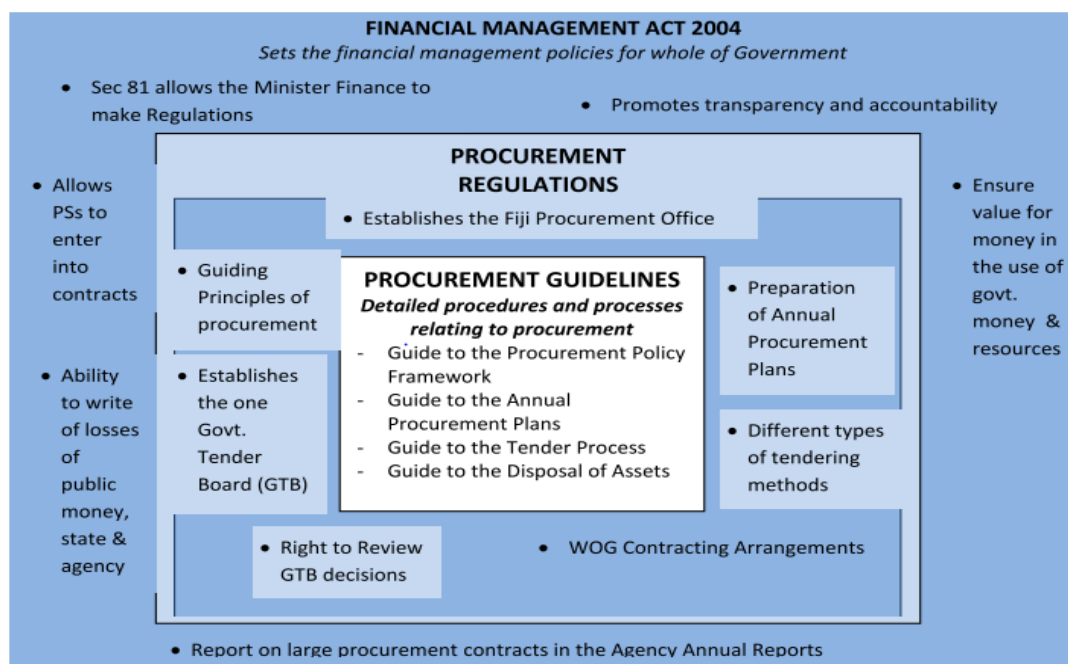 FINANCIAL MANAGEMENT ACT 2004
Sets the financial management policies for whole of Government
• Sec 81 allows the Minister Finance to
make Regulations
• Promotes transparency and accountability
• Allows
PSs to
enter
into
contracts
• Ability
to write
of losses
of
public
money,
state &
agency
PROCUREMENT
REGULATIONS
• Establishes the Fiji Procurement Office
• Guiding
Principles of
procurement
• Establishes
the one
Govt.
Tender
Board (GTB)
PROCUREMENT GUIDELINES
Detailed procedures and processes
relating to procurement
- Guide to the Procurement Policy
Framework
- Guide to the Annual
Procurement Plans
- Guide to the Tender Process
- Guide to the Disposal of Assets
• Preparation
of Annual
Procurement
Plans
• Different types
of tendering
methods
• Right to Review
GTB decisions
• WOG Contracting Arrangements
• Ensure
value for
money in
the use of
govt.
money &
resources
• Report on large procurement contracts in the Agency Annual Reports